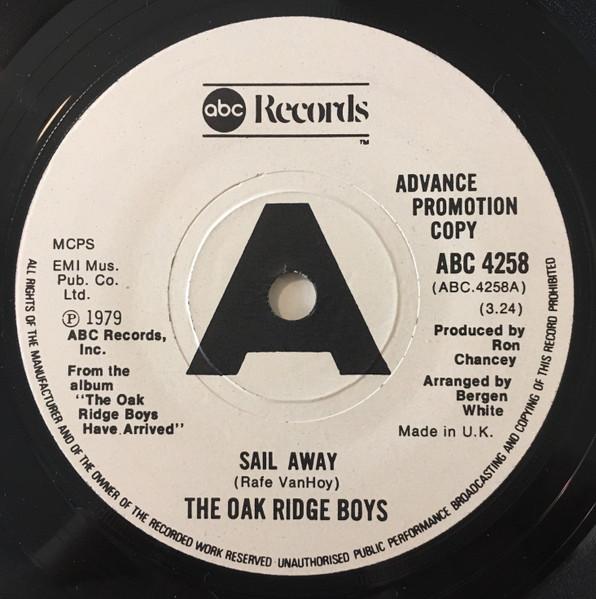 abc Records
TM
ADVANCE
PROMOTION
COPY
A
MCPS
EMI Mus.
Pub. Co.
Ltd.
Ⓟ 1979
ABC Records,
Inc.
From the
album
"The Oak
Ridge Boys
Have Arrived"
ABC 4258
(ABC.4258A)
(3.24)
Produced by
Ron
Chancey
Arranged by
Bergen
White
Made in U.K.
SAIL AWAY
(Rafe VanHoy)
THE OAK RIDGE BOYS
ALL RIGHTS OF THE MANUFACTURER AND OF THE OWNER OF THE RECORDED WORK RESERVED UNAUTHORISED PUBLIC PERFORMANCE BROADCASTING AND COPYING OF THIS RECORD PROHIBITED